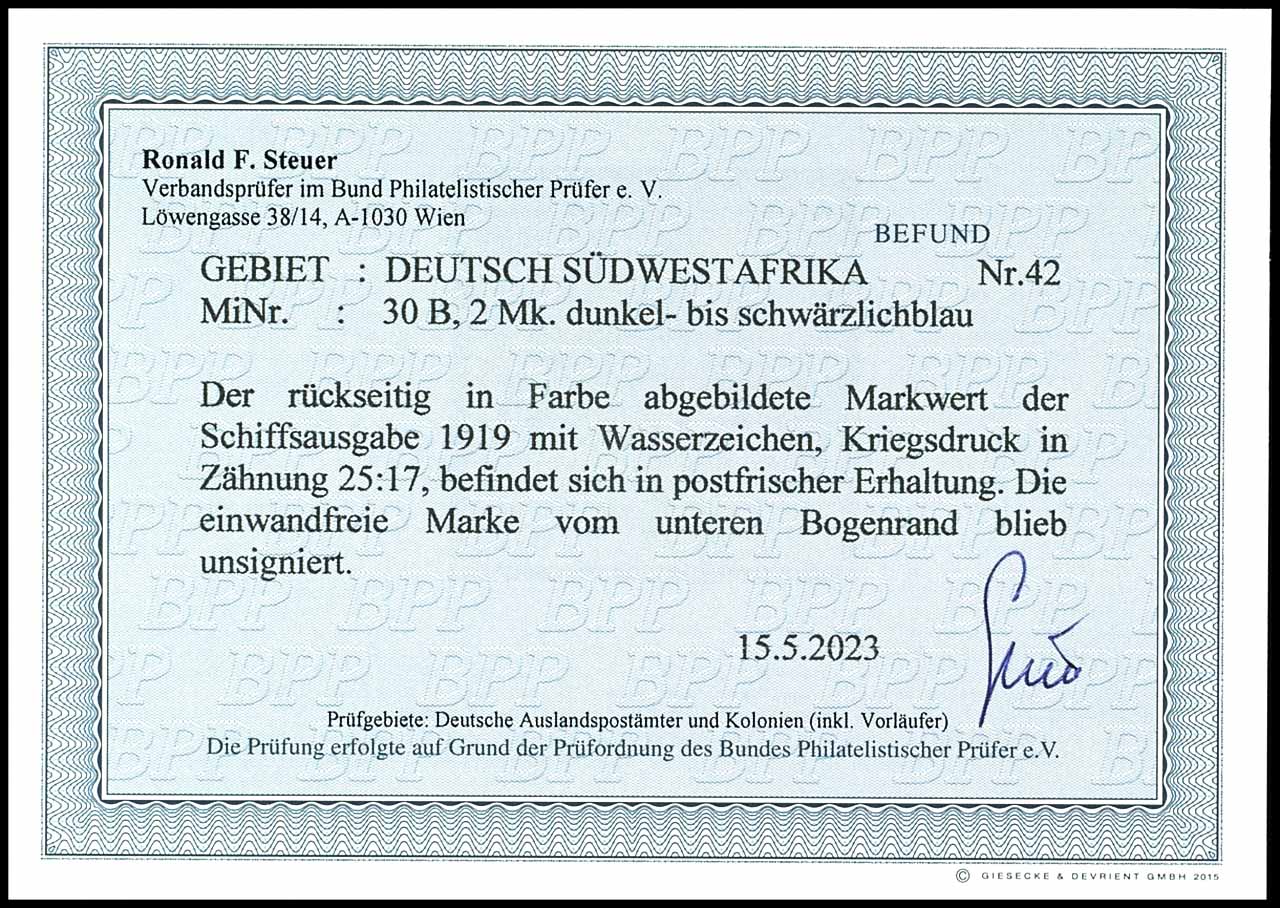 Ronald F. Steuer
Verbandsprüfer im Bund Philatelistischer Prüfer e. V.
Löwengasse 38/14, A-1030 Wien
BEFUND
GEBIET : DEUTSCH SÜDWESTAFRIKA Nr.42
MiNr. : 30 B, 2 Mk. dunkel- bis schwärzlichblau
Der rückseitig in Farbe abgebildete Markwert der
Schiffsausgabe 1919 mit Wasserzeichen, Kriegsdruck in
Zähnung 25:17, befindet sich in postfrischer Erhaltung. Die
einwandfreie Marke vom unteren Bogenrand blieb
unsigniert.
15.5.2023
Prüfgebiete: Deutsche Auslandspostämter und Kolonien (inkl. Vorläufer)
Die Prüfung erfolgte auf Grund der Prüfordnung des Bundes Philatelistischer Prüfer e.V.
© GIESECKE & DEVRIENT GMBH 2015